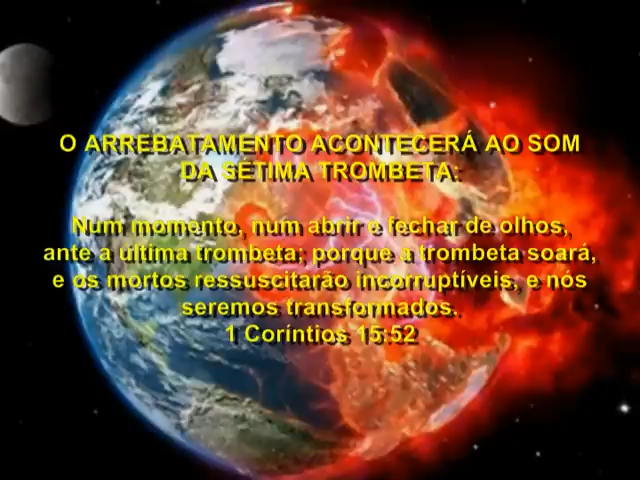 O ARREBATAMENTO ACONTECERÁ AO SOM
DA SÉTIMA TROMBETA:
Num momento, num abrir e fechar de olhos,
ante a ultima trombeta; porque a trombeta soará,
e os mortos ressuscitarão incorruptíveis, e nós
seremos transformados.
1 Coríntios 15:52